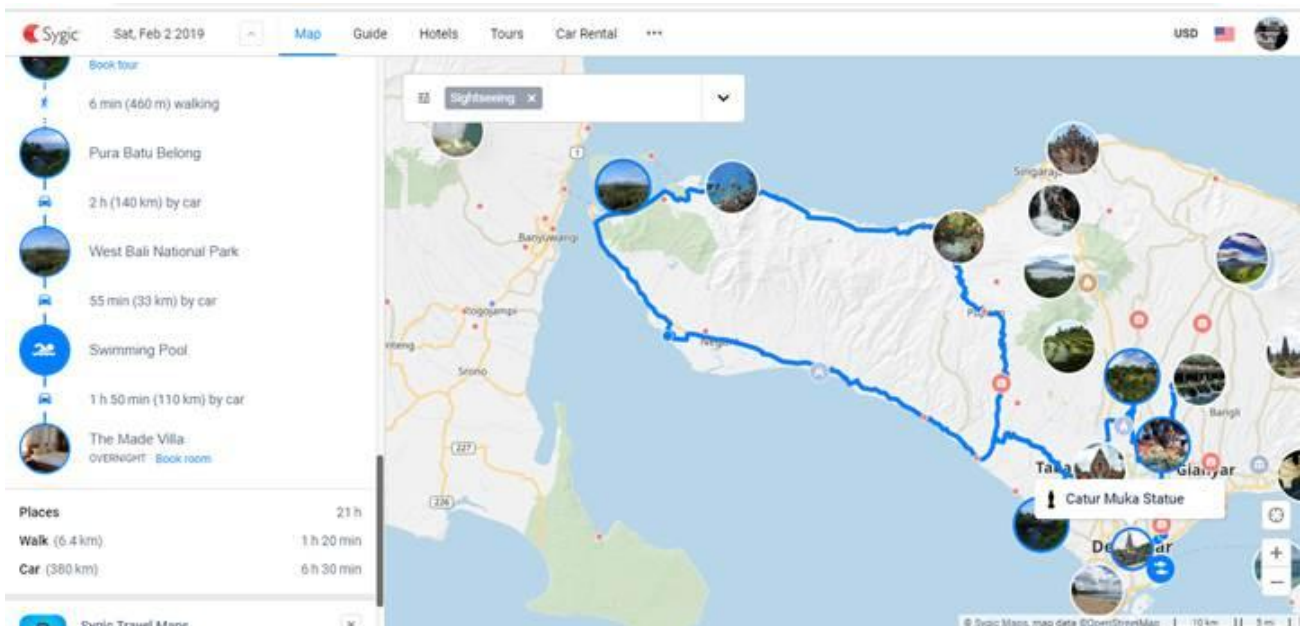 Sygic
Sat, Feb 2 2019
Map
Guide
Hotels
Tours
Car Rental
USD
Book tour
6 min (460 m) walking
Pura Batu Belong
2 h (140 km) by car
West Bali National Park
55 min (33 km) by car
Swimming Pool
1 h 50 min (110 km) by car
The Made Villa
OVERNIGHT Book room
Places 21 h
Walk (6.4 km) 1 h 20 min
Car (380 km) 6 h 30 min
Sygic Travel Maps
Sightseeing
Banyuwangi
Rogojampi
Srono
227
226
Bangli
Gianyar
Catur Muka Statue
+
−
© Sygic Maps, map data ©OpenStreetMap 10 km 5 mi